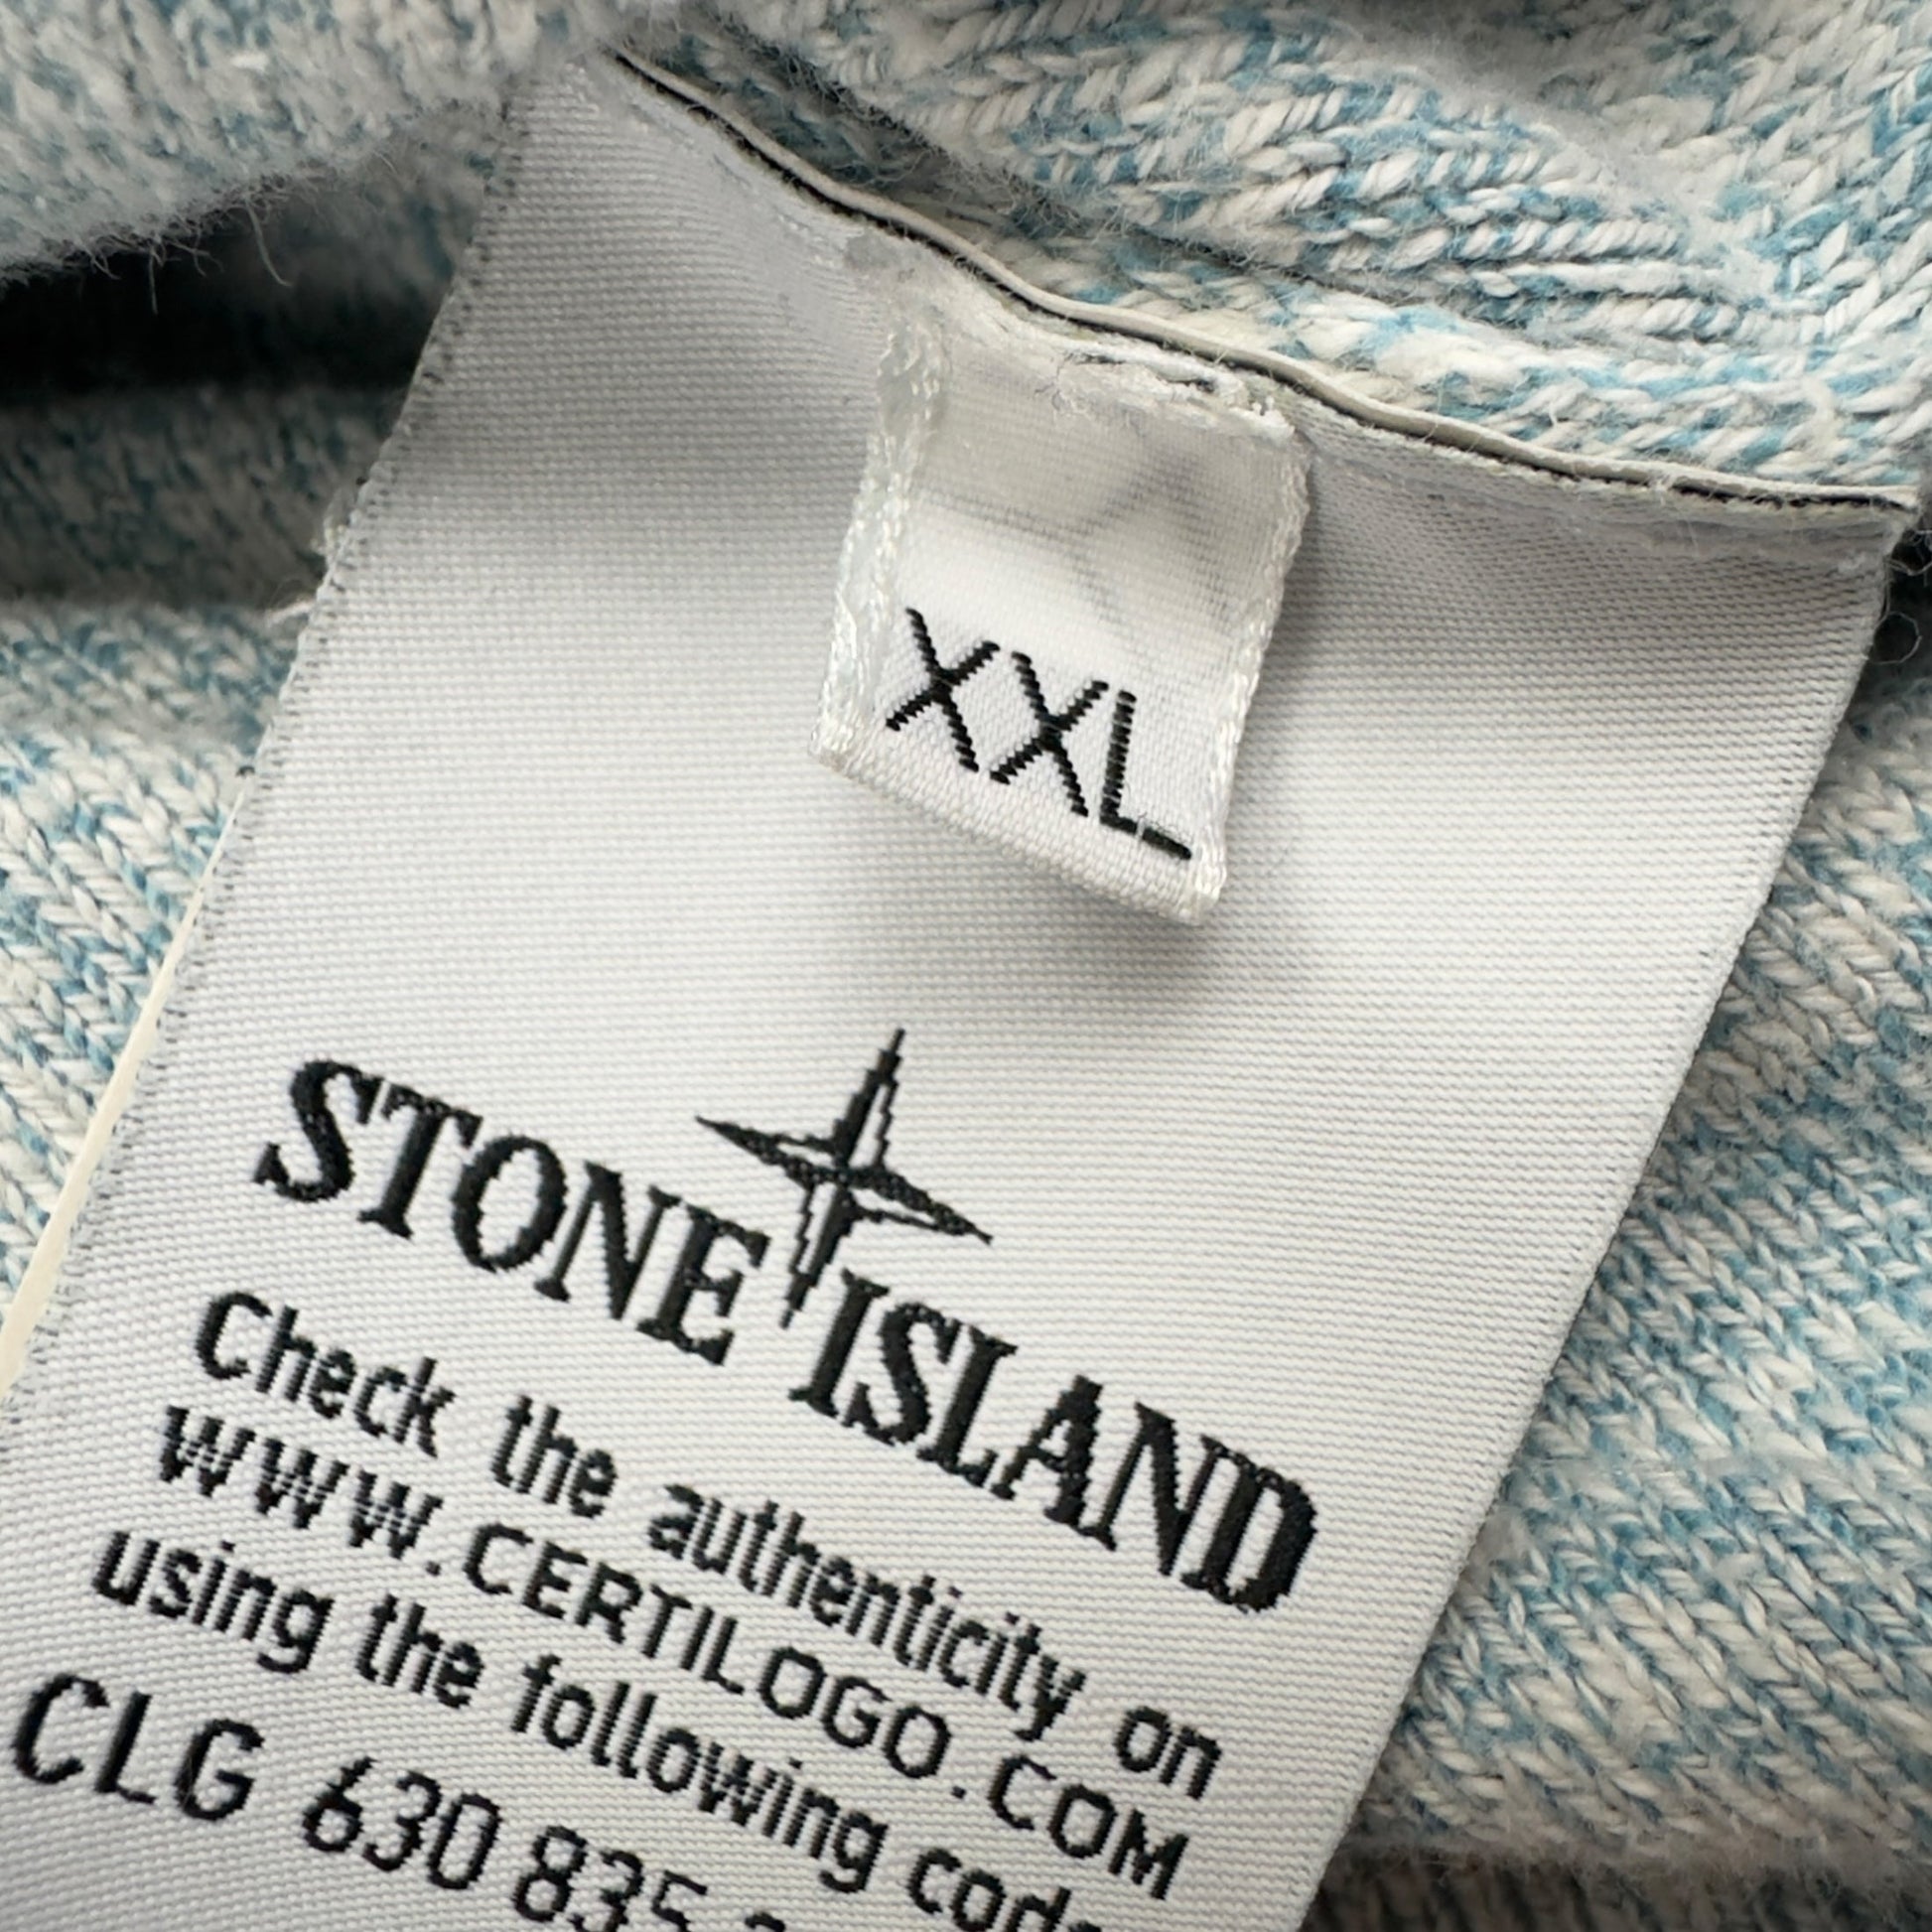 XXL
STONE ISLAND
Check the authenticity on
WWW.CERTILOGO.COM
using the following code
CLG 630 835